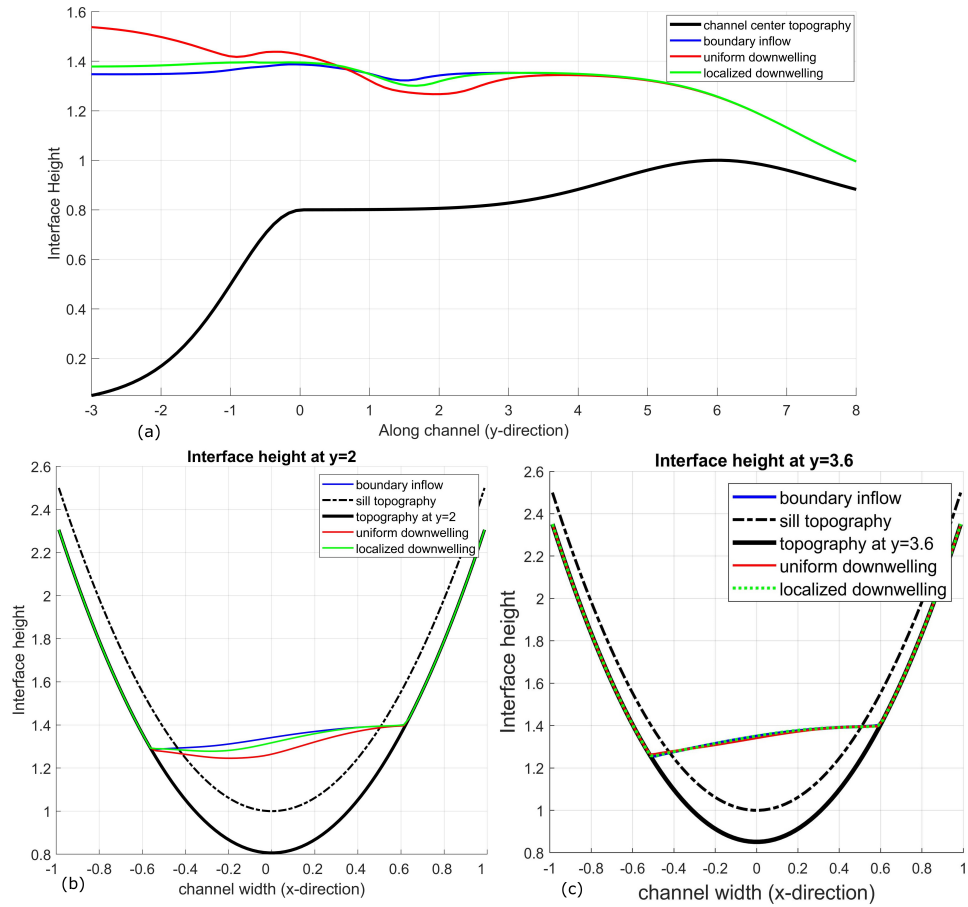 1.6
1.4
1.2
1
0.8
0.6
0.4
0.2
Interface Height
channel center topography
boundary inflow
uniform downwelling
localized downwelling
-3 -2 -1 0 1 2 3 4 5 6 7 8
Along channel (y-direction)
(a)
Interface height at y=2
2.6
2.4
2.2
2
1.8
1.6
1.4
1.2
1
0.8
Interface height
boundary inflow
sill topography
topography at y=2
uniform downwelling
localized downwelling
-1 -0.8 -0.6 -0.4 -0.2 0 0.2 0.4 0.6 0.8 1
(b)
channel width (x-direction)
Interface height at y=3.6
2.6
2.4
2.2
2
1.8
1.6
1.4
1.2
1
0.8
Interface height
boundary inflow
sill topography
topography at y=3.6
uniform downwelling
localized downwelling
-1 -0.8 -0.6 -0.4 -0.2 0 0.2 0.4 0.6 0.8 1
(c)
channel width (x-direction)